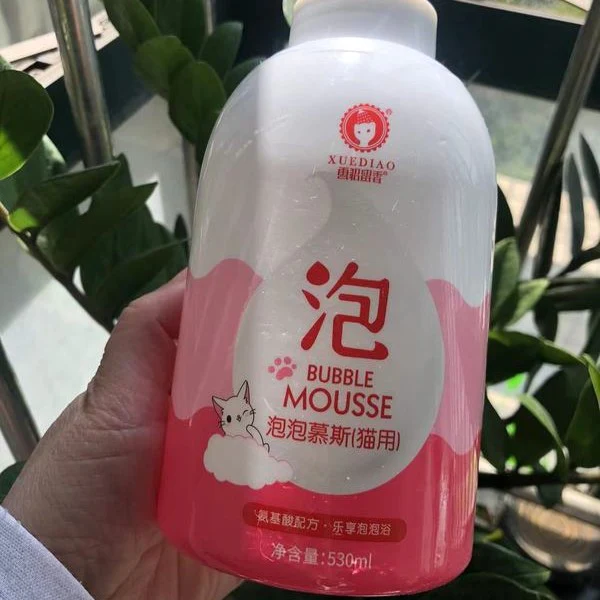 XUEDIAO
雪貂留香®
泡
BUBBLE
MOUSSE
泡泡慕斯(猫用)
氨基酸配方·乐享泡泡浴
净含量:530ml